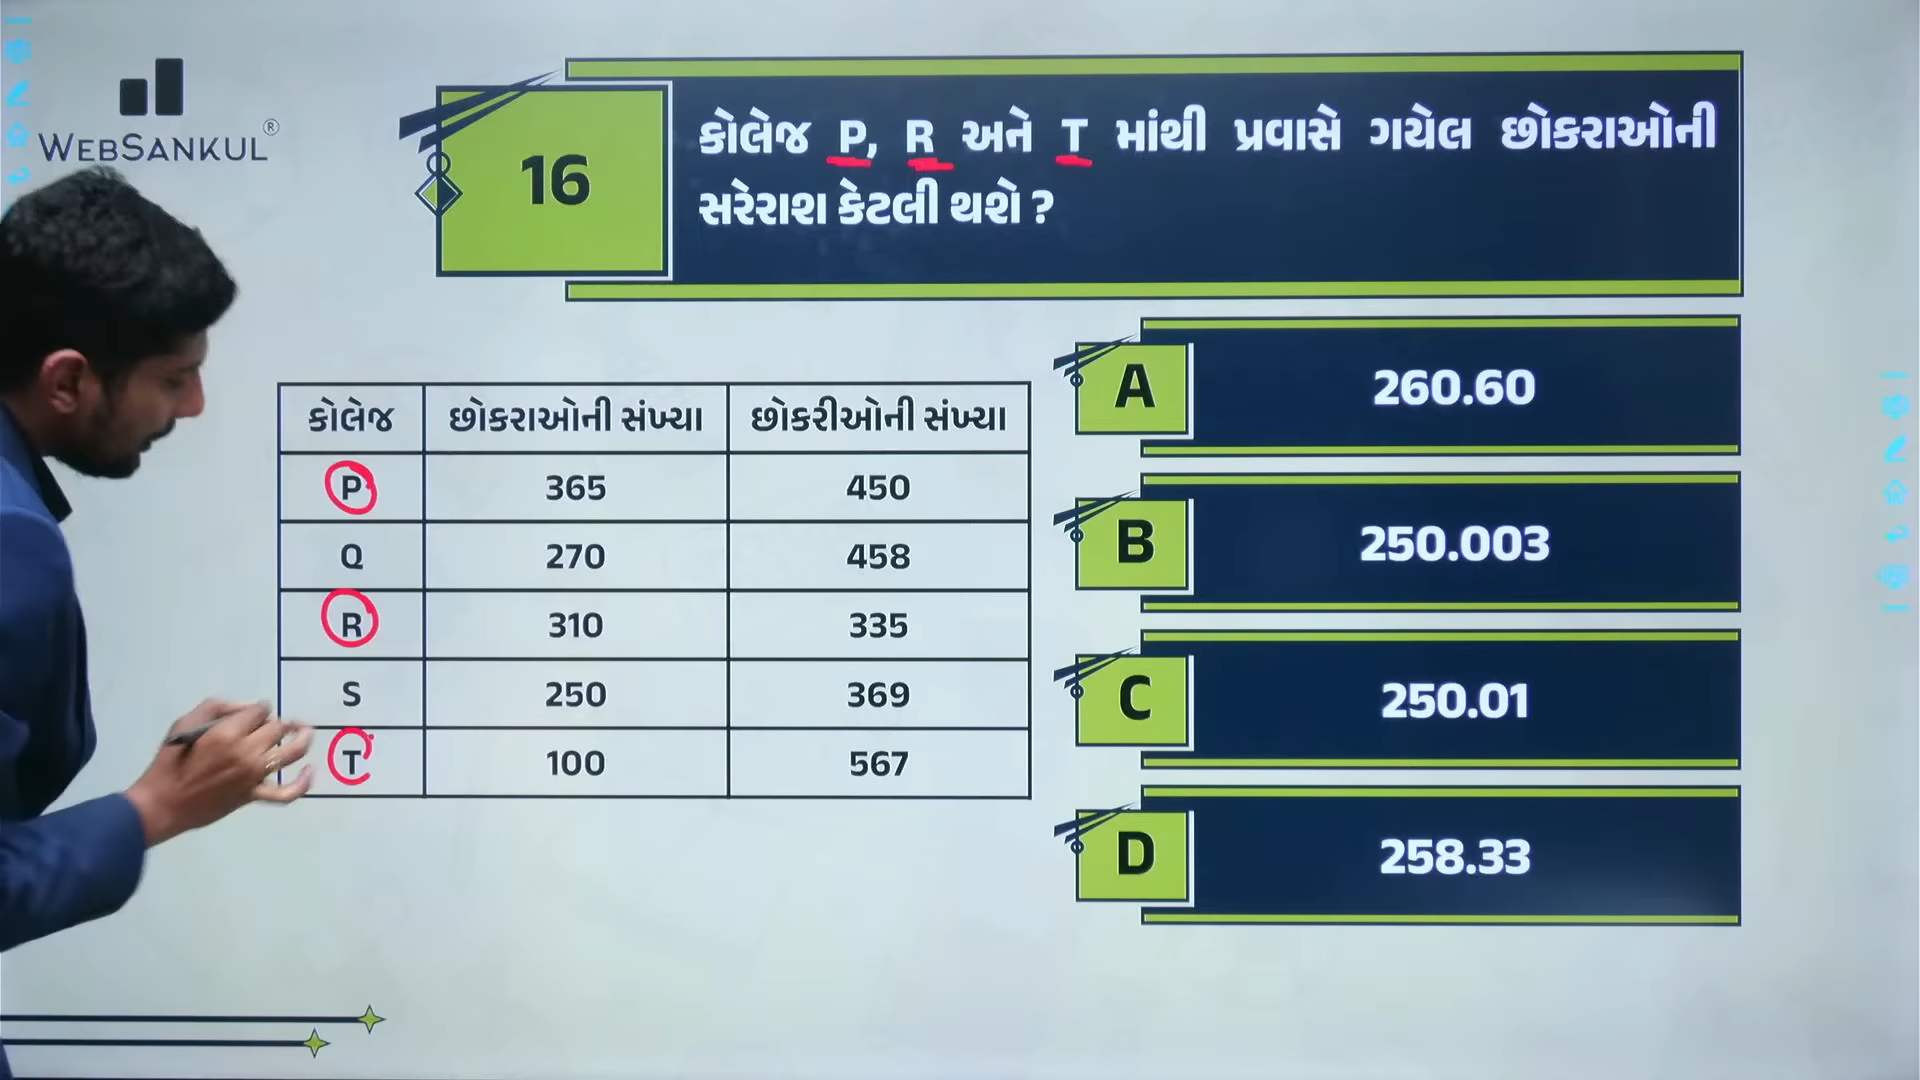 WEBSANKUL®
16
કોલેજ P, R અને T માંથી પ્રવાસે ગયેલ છોકરાઓની
સરેરાશ કેટલી થશે ?
કોલેજ છોકરાઓની સંખ્યા છોકરીઓની સંખ્યા
P 365 450
Q 270 458
R 310 335
S 250 369
T 100 567
A 260.60
B 250.003
C 250.01
D 258.33